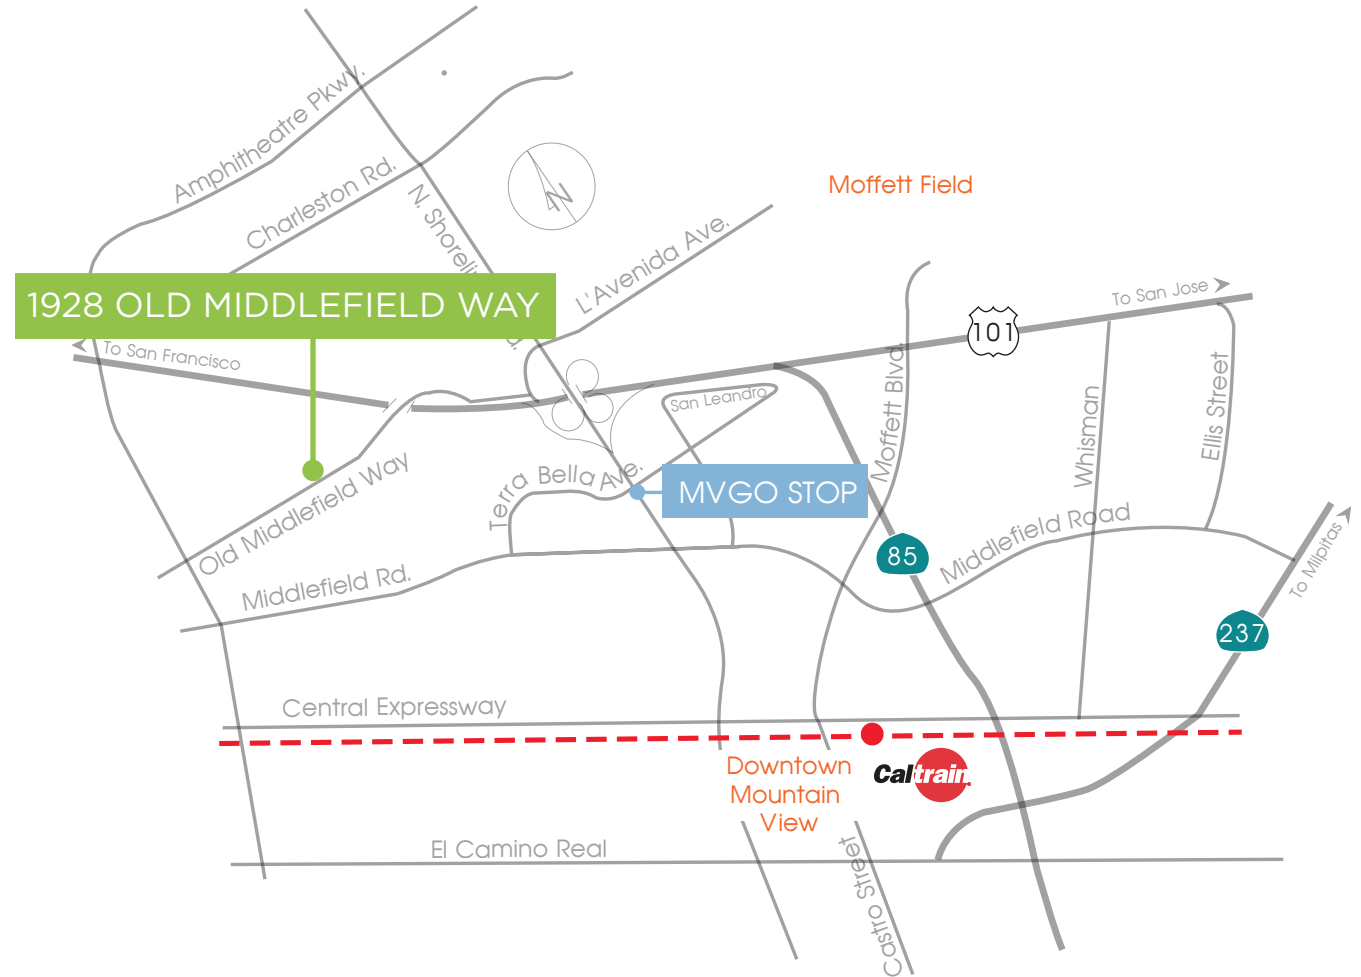 Amphitheatre Pkwy.
Charleston Rd.
N. Shoreli
d.
N
Moffett Field
L'Avenida Ave.
1928 OLD MIDDLEFIELD WAY
To San Jose
101
To San Francisco
San Leandro
Moffett Blvd.
Whisman
Ellis Street
Terra Bella Ave.
MVGO STOP
Old Middlefield Way
85
Middlefield Road
To Milpitas
Middlefield Rd.
237
Central Expressway
Downtown
Mountain
View
Caltrain
El Camino Real
Castro Street